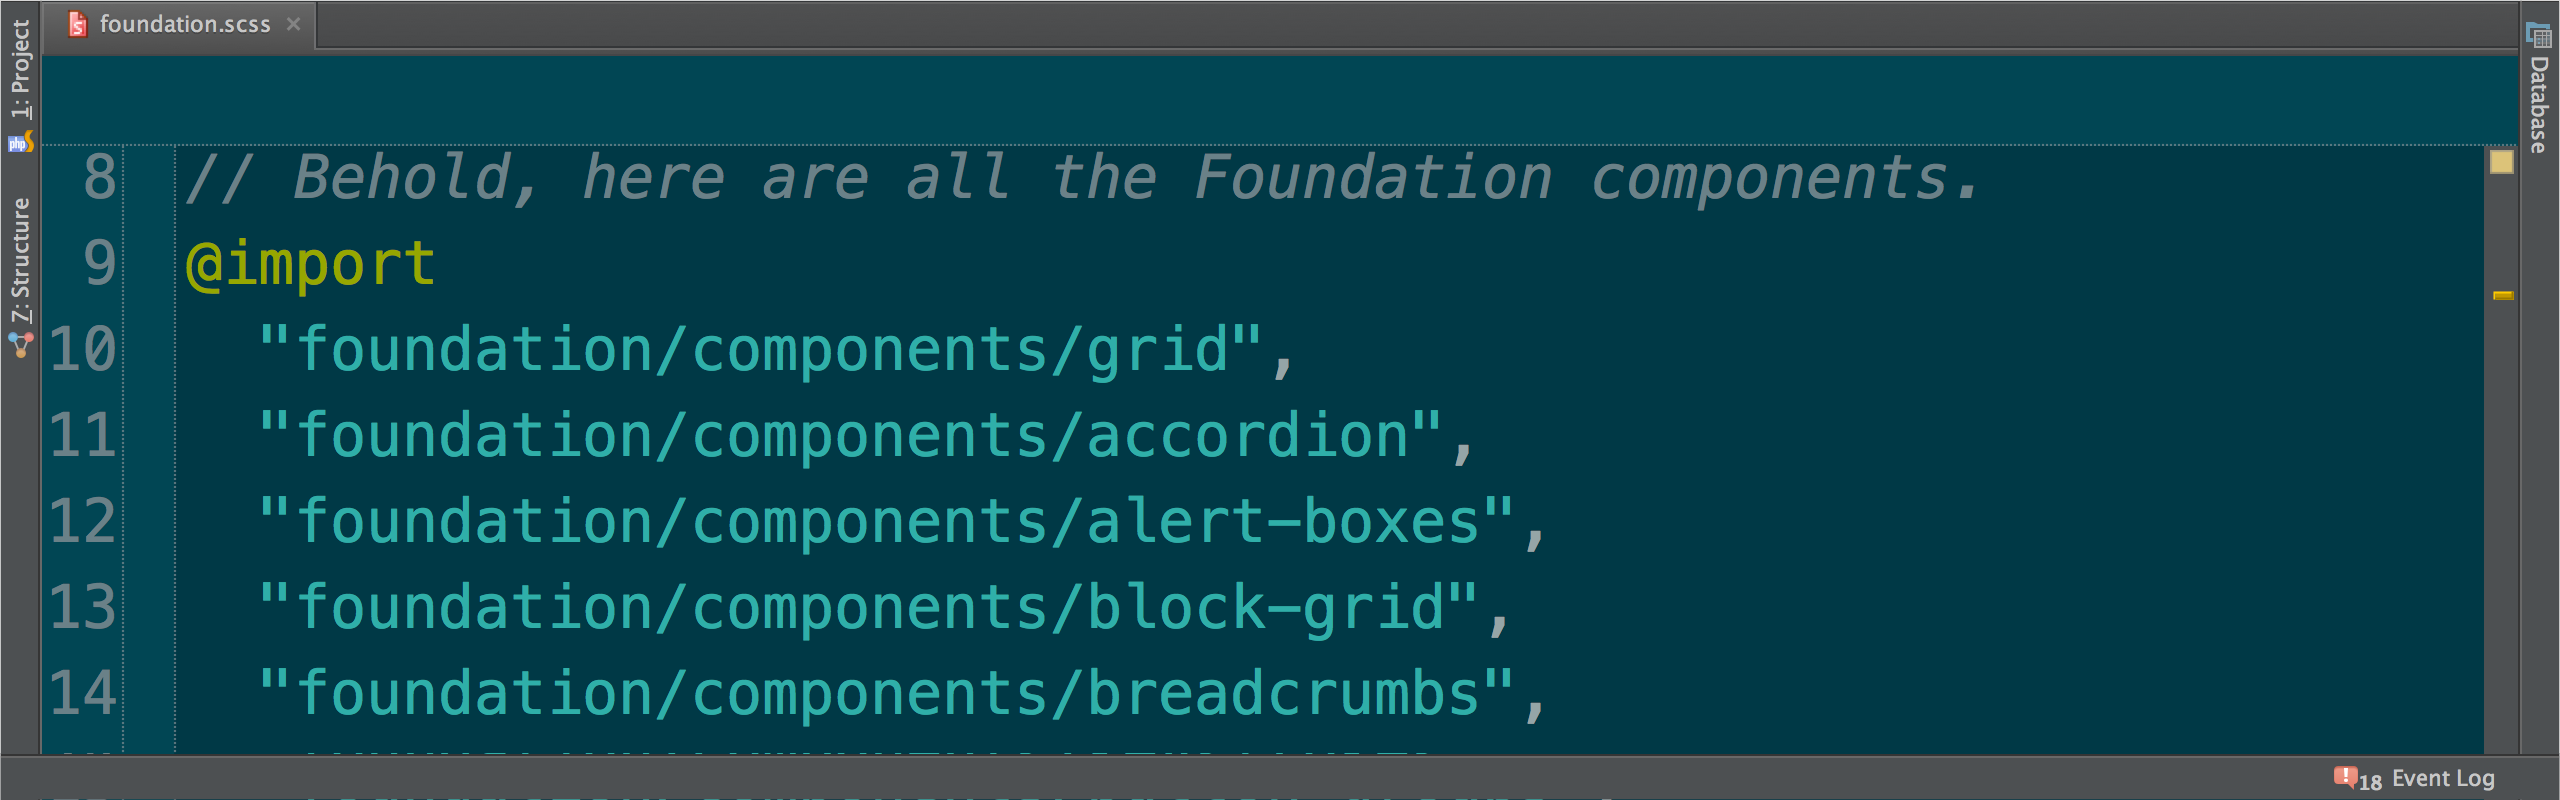 foundation.scss
1: Project
php
7: Structure
Database
8 // Behold, here are all the Foundation components.
9 @import
10 "foundation/components/grid",
11 "foundation/components/accordion",
12 "foundation/components/alert-boxes",
13 "foundation/components/block-grid",
14 "foundation/components/breadcrumbs",
18 Event Log